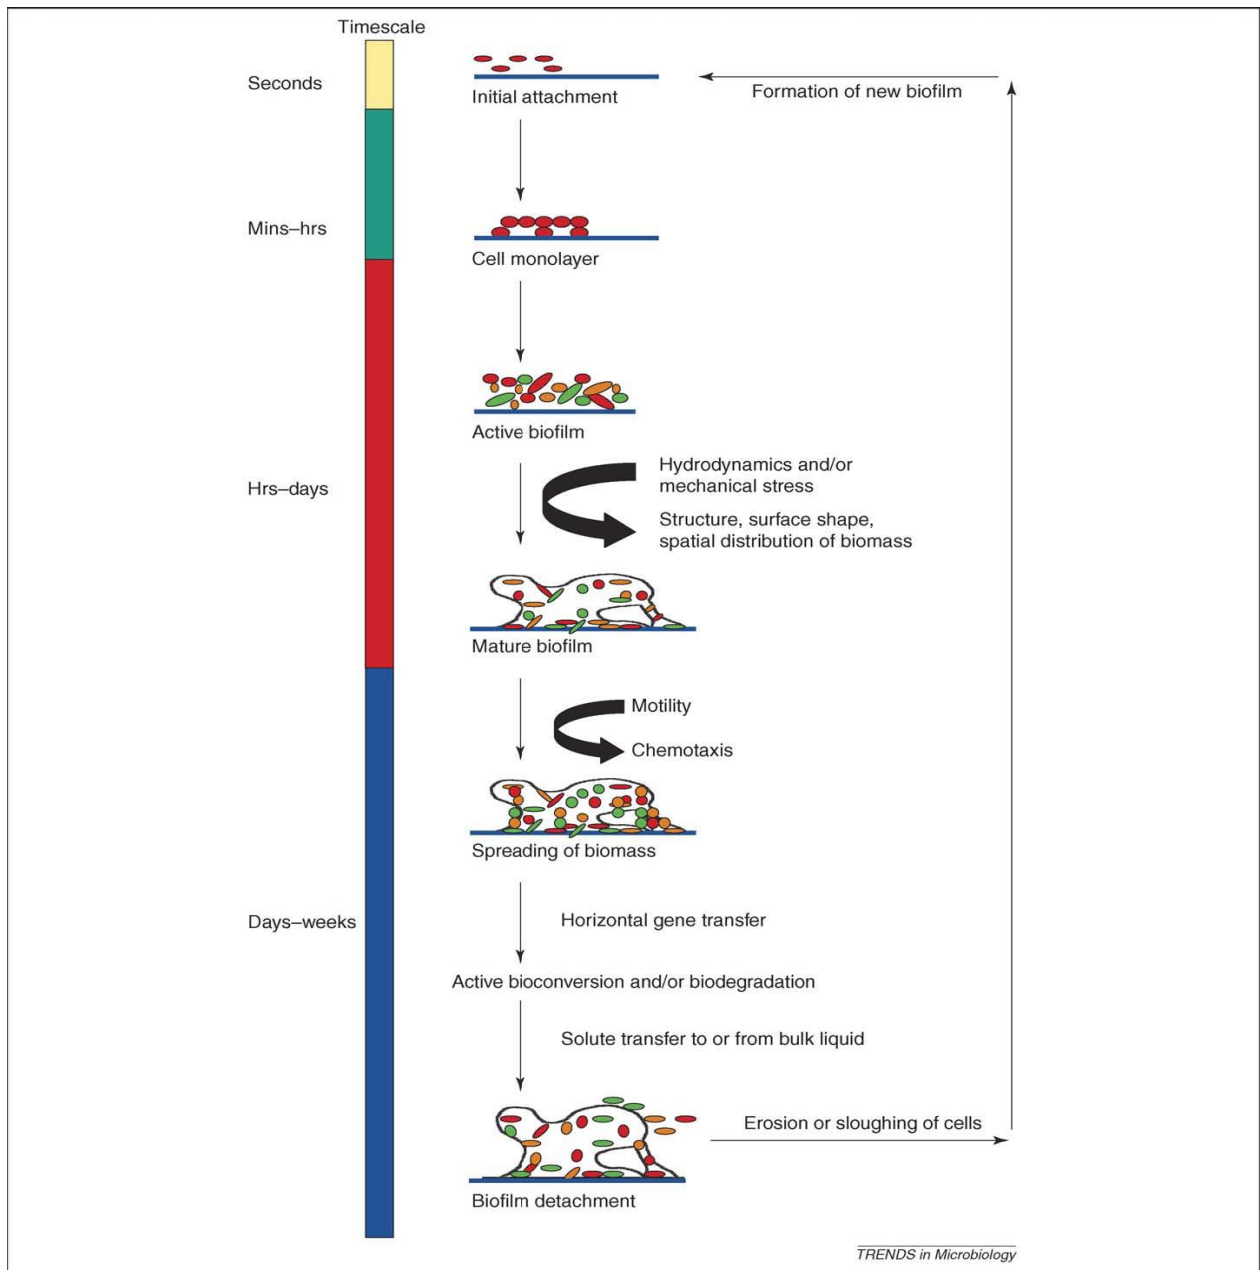 Timescale
Seconds
Initial attachment
Formation of new biofilm
Mins–hrs
Cell monolayer
Active biofilm
Hrs–days
Hydrodynamics and/or
mechanical stress
Structure, surface shape,
spatial distribution of biomass
Mature biofilm
Motility
Chemotaxis
Spreading of biomass
Days–weeks
Horizontal gene transfer
Active bioconversion and/or biodegradation
Solute transfer to or from bulk liquid
Erosion or sloughing of cells
Biofilm detachment
TRENDS in Microbiology